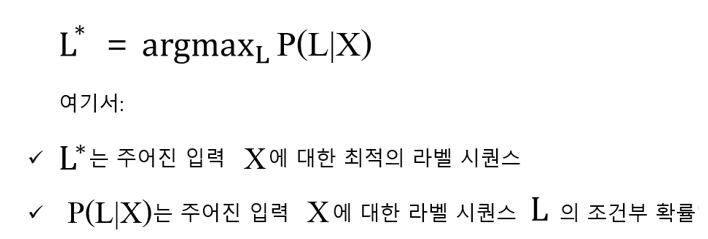 L* = argmax_L P(L|X)
여기서:
✓ L*는 주어진 입력 X에 대한 최적의 라벨 시퀀스
✓ P(L|X)는 주어진 입력 X에 대한 라벨 시퀀스 L 의 조건부 확률